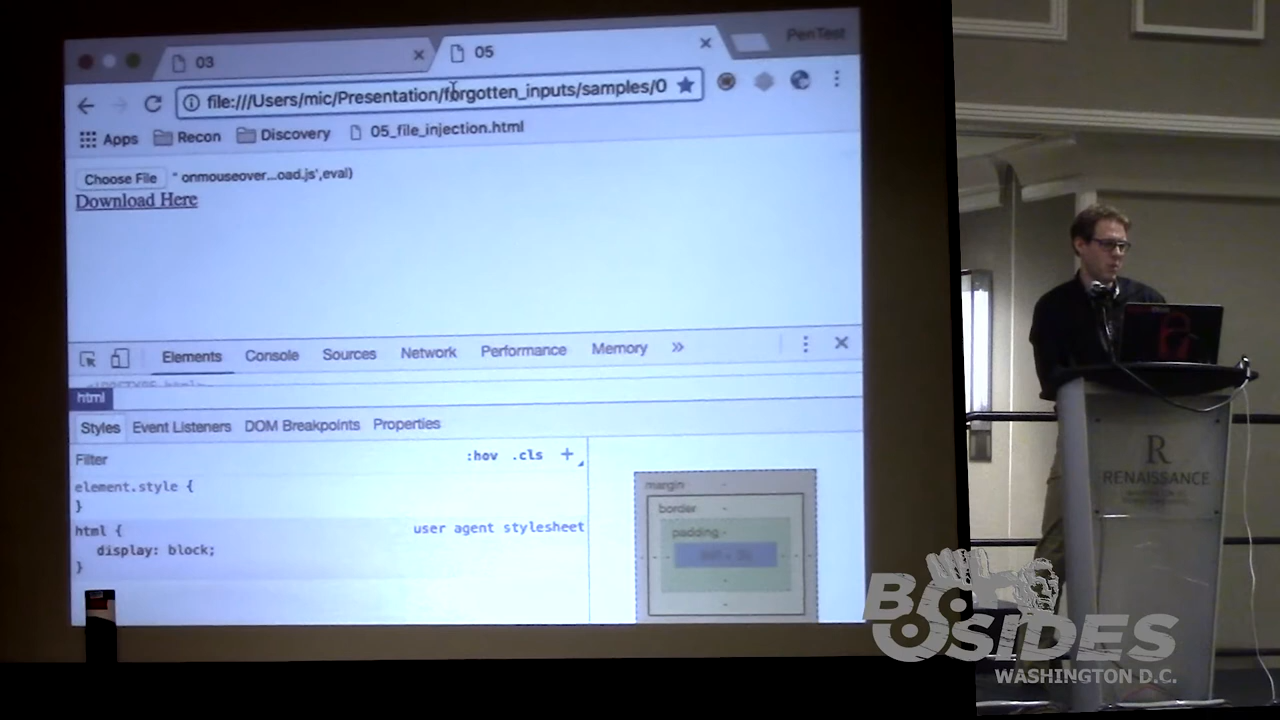 03
05
PenTest
file:///Users/mic/Presentation/forgotten_inputs/samples/0
Apps
Recon
Discovery
05_file_injection.html
Choose File
" onmouseover...oad.js',eval)
Download Here
Elements
Console
Sources
Network
Performance
Memory
»
<!DOCTYPE html>
html
Styles
Event Listeners
DOM Breakpoints
Properties
Filter
:hov .cls +
element.style {
}
html {
user agent stylesheet
display: block;
}
margin -
border -
padding -
R
RENAISSANCE
BSIDES
WASHINGTON D.C.